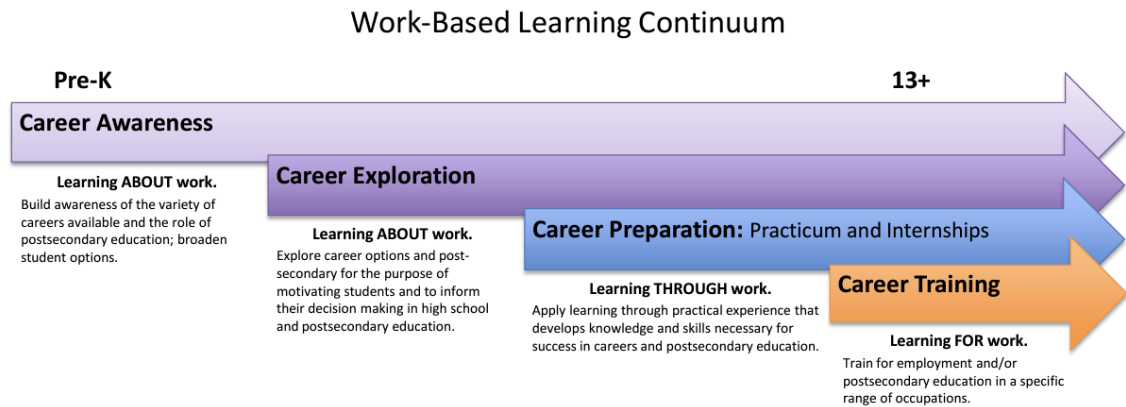 Work-Based Learning Continuum
Pre-K
13+
Career Awareness
Learning ABOUT work.
Build awareness of the variety of
careers available and the role of
postsecondary education; broaden
student options.
Career Exploration
Learning ABOUT work.
Explore career options and post-
secondary for the purpose of
motivating students and to inform
their decision making in high school
and postsecondary education.
Career Preparation: Practicum and Internships
Learning THROUGH work.
Apply learning through practical experience that
develops knowledge and skills necessary for
success in careers and postsecondary education.
Career Training
Learning FOR work.
Train for employment and/or
postsecondary education in a specific
range of occupations.